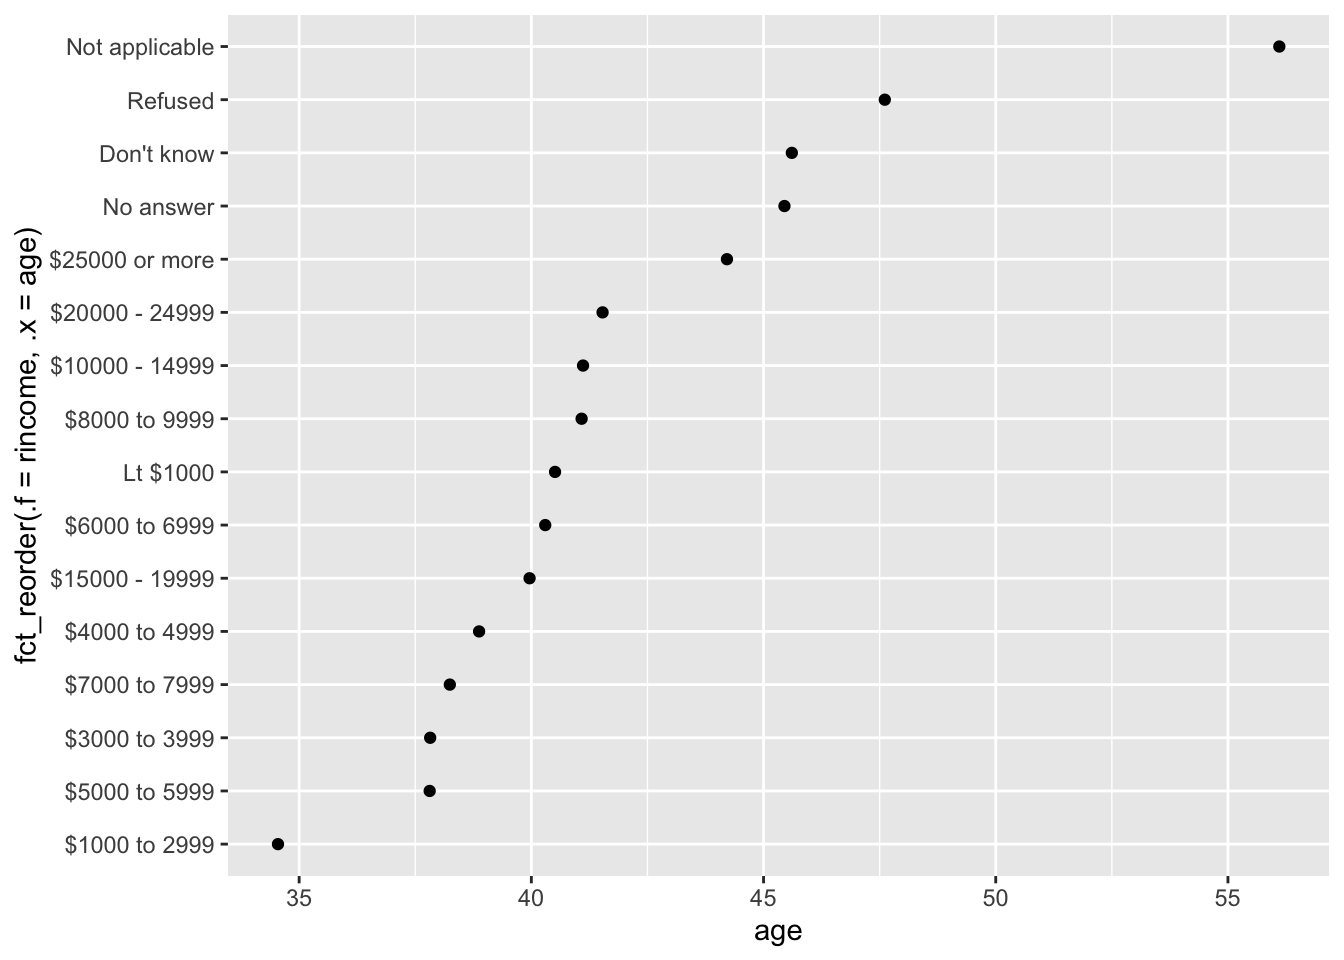 Not applicable
Refused
Don't know
No answer
$25000 or more
$20000 - 24999
$10000 - 14999
$8000 to 9999
Lt $1000
$6000 to 6999
$15000 - 19999
$4000 to 4999
$7000 to 7999
$3000 to 3999
$5000 to 5999
$1000 to 2999
fct_reorder(.f = rincome, .x = age)
35 40 45 50 55
age